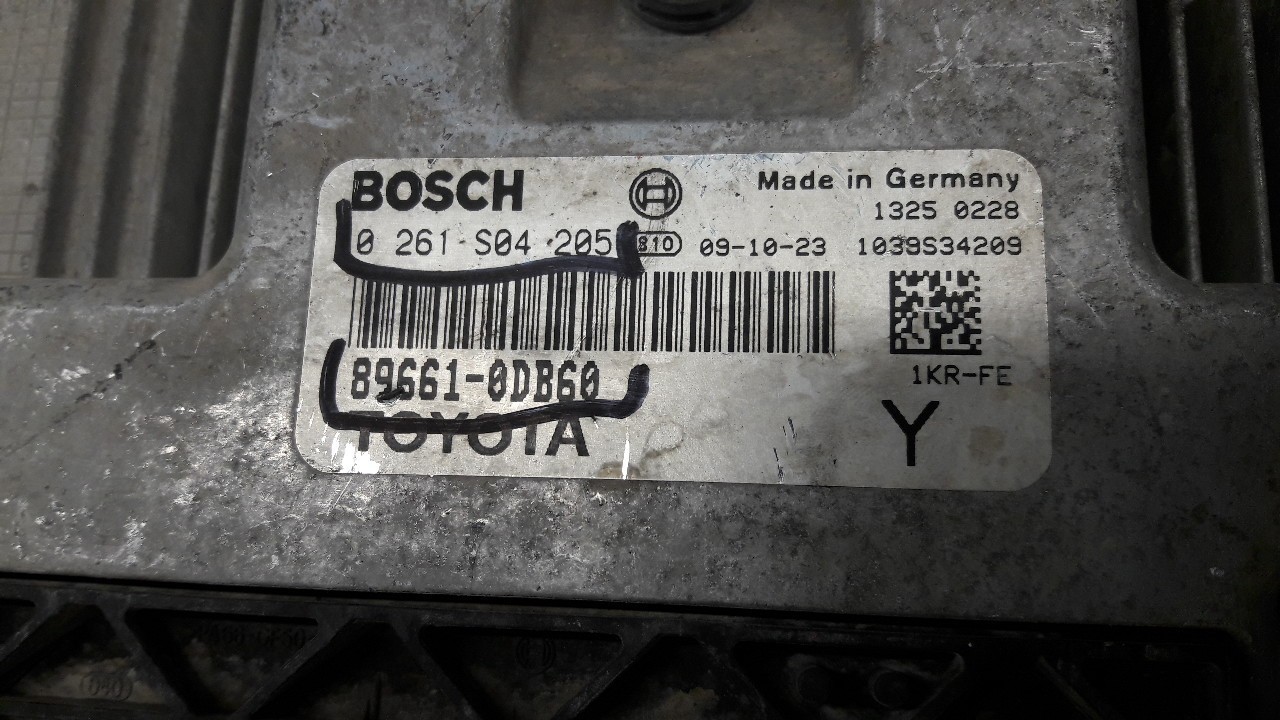 BOSCH
Made in Germany
1325 0228
0 261 S04 205 810 09-10-23 1039S34209
89661-0DB60
1KR-FE
TOYOTA
Y